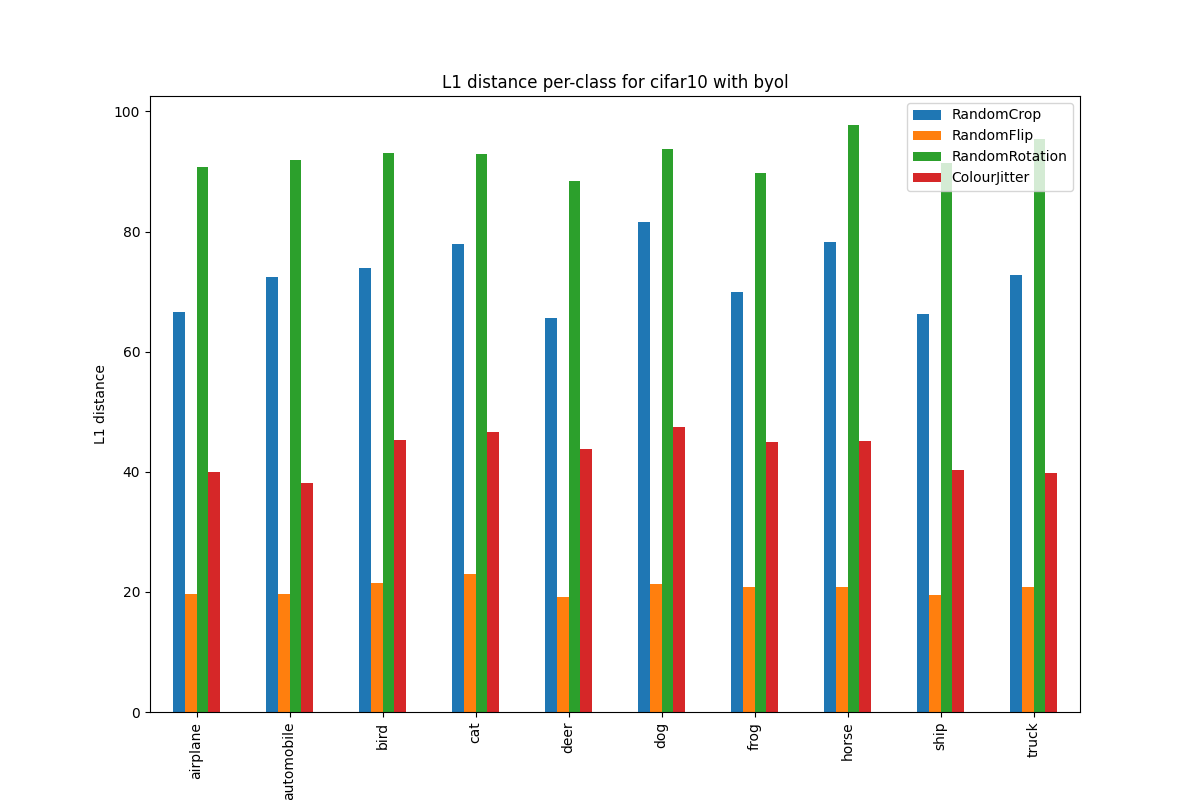 L1 distance per-class for cifar10 with byol
100
80
60
40
20
0
L1 distance
RandomCrop
RandomFlip
RandomRotation
ColourJitter
airplane
automobile
bird
cat
deer
dog
frog
horse
ship
truck